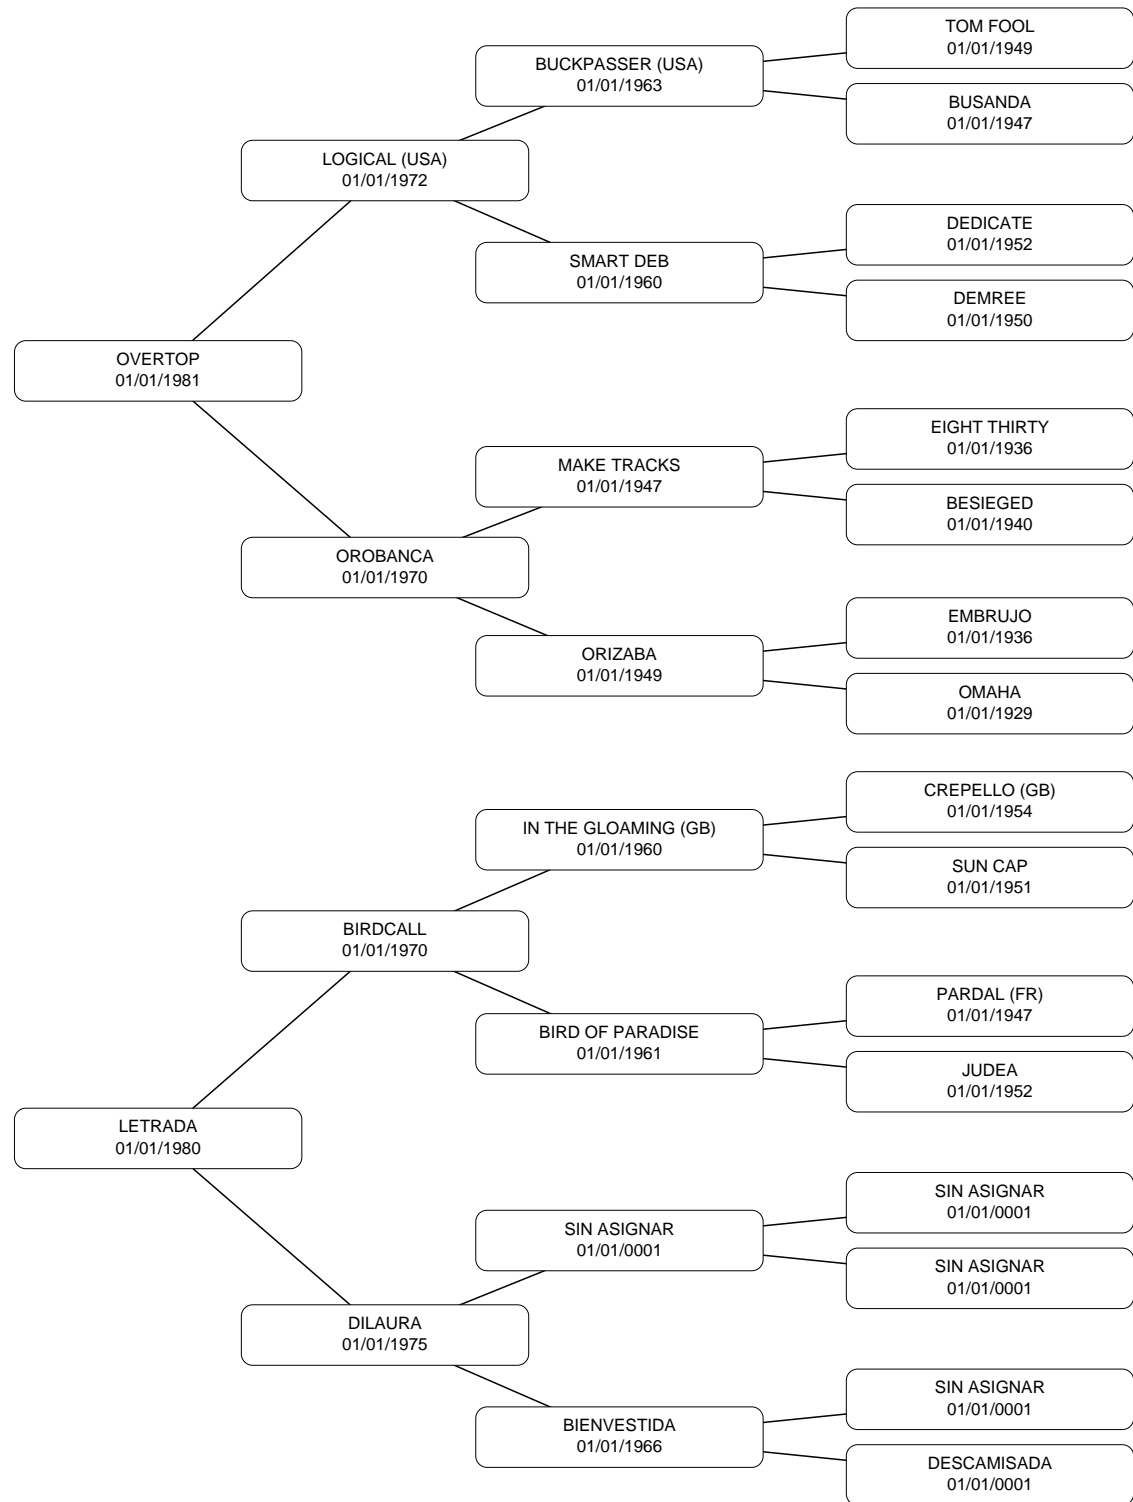 TOM FOOL
01/01/1949
BUCKPASSER (USA)
01/01/1963
BUSANDA
01/01/1947
LOGICAL (USA)
01/01/1972
DEDICATE
01/01/1952
SMART DEB
01/01/1960
DEMREE
01/01/1950
OVERTOP
01/01/1981
EIGHT THIRTY
01/01/1936
MAKE TRACKS
01/01/1947
BESIEGED
01/01/1940
OROBANCA
01/01/1970
EMBRUJO
01/01/1936
ORIZABA
01/01/1949
OMAHA
01/01/1929
CREPELLO (GB)
01/01/1954
IN THE GLOAMING (GB)
01/01/1960
SUN CAP
01/01/1951
BIRDCALL
01/01/1970
PARDAL (FR)
01/01/1947
BIRD OF PARADISE
01/01/1961
JUDEA
01/01/1952
LETRADA
01/01/1980
SIN ASIGNAR
01/01/0001
SIN ASIGNAR
01/01/0001
SIN ASIGNAR
01/01/0001
DILAURA
01/01/1975
SIN ASIGNAR
01/01/0001
BIENVESTIDA
01/01/1966
DESCAMISADA
01/01/0001